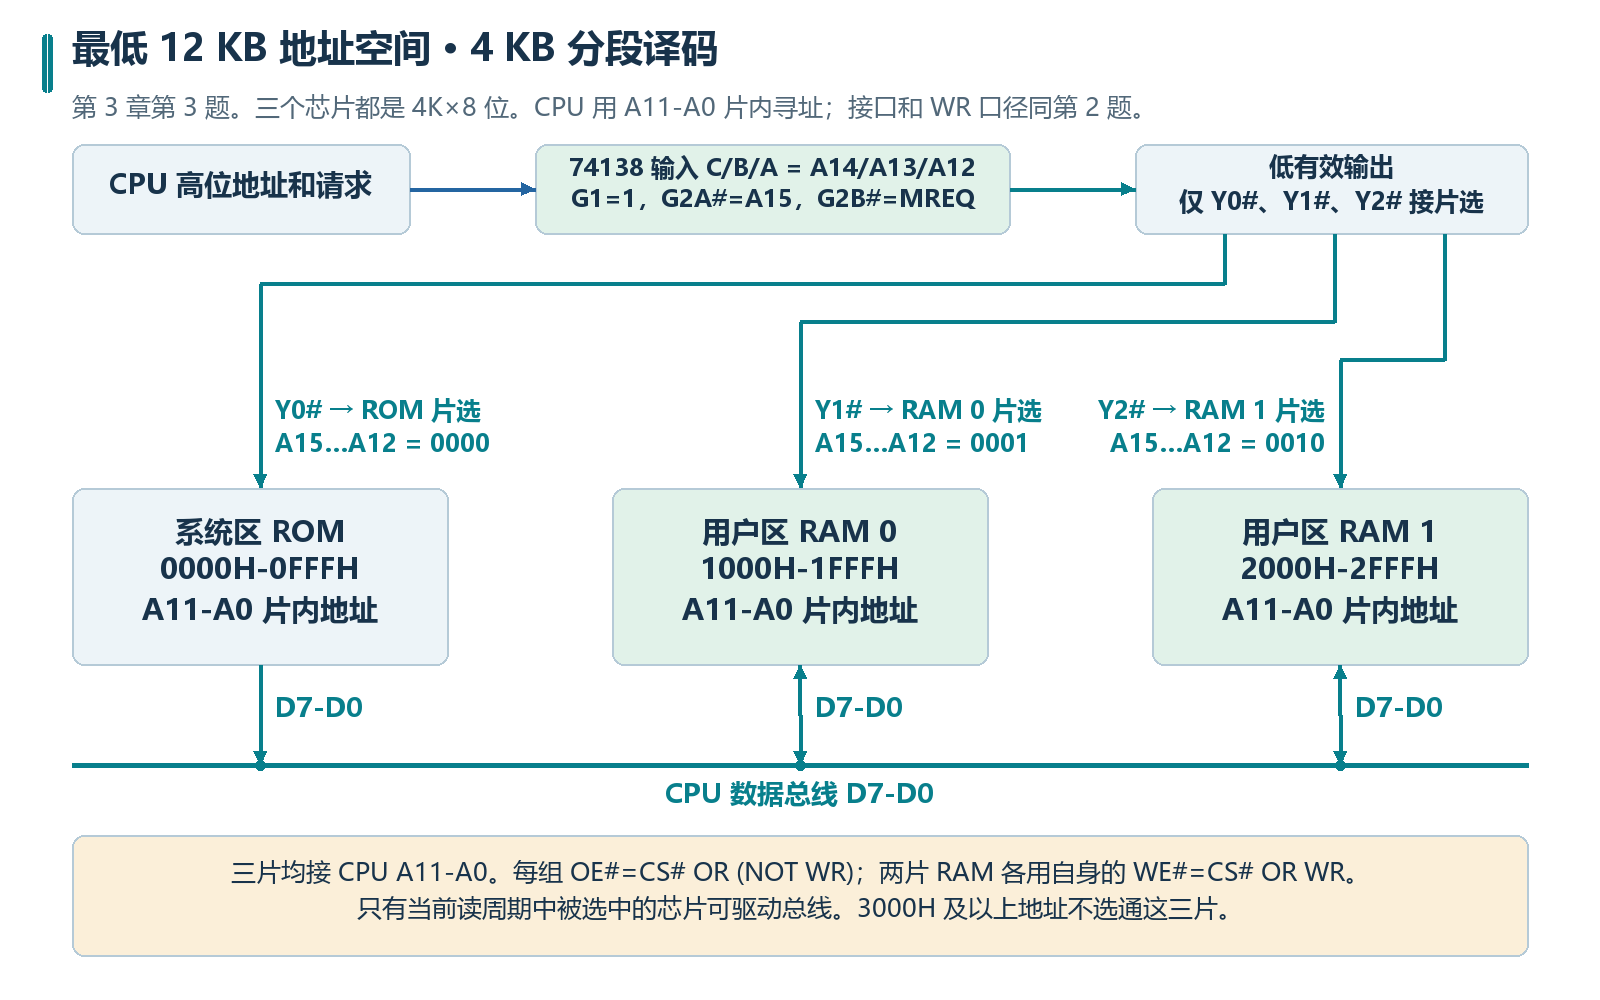 最低 12 KB 地址空间 • 4 KB 分段译码
第 3 章第 3 题。三个芯片都是 4K×8 位。CPU 用 A11-A0 片内寻址；接口和 WR 口径同第 2 题。
CPU 高位地址和请求
74138 输入 C/B/A = A14/A13/A12
G1=1，G2A#=A15，G2B#=MREQ
低有效输出
仅 Y0#、Y1#、Y2# 接片选
Y0# → ROM 片选
A15...A12 = 0000
Y1# → RAM 0 片选
A15...A12 = 0001
Y2# → RAM 1 片选
A15...A12 = 0010
系统区 ROM
0000H-0FFFH
A11-A0 片内地址
用户区 RAM 0
1000H-1FFFH
A11-A0 片内地址
用户区 RAM 1
2000H-2FFFH
A11-A0 片内地址
D7-D0
D7-D0
D7-D0
CPU 数据总线 D7-D0
三片均接 CPU A11-A0。每组 OE#=CS# OR (NOT WR)；两片 RAM 各用自身的 WE#=CS# OR WR。
只有当前读周期中被选中的芯片可驱动总线。3000H 及以上地址不选通这三片。